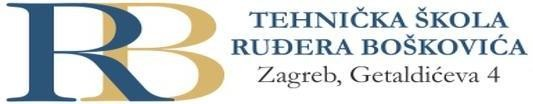 RB
TEHNIČKA ŠKOLA
RUĐERA BOŠKOVIĆA
Zagreb, Getaldićeva 4